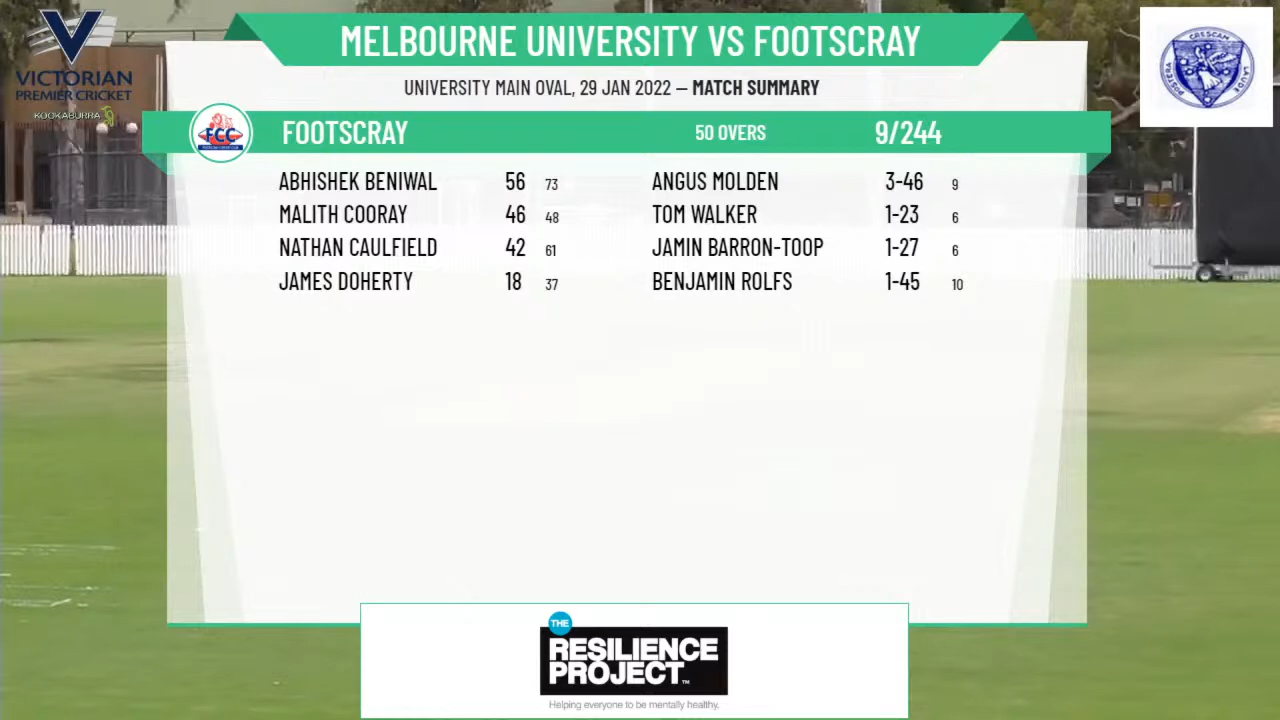 MELBOURNE UNIVERSITY VS FOOTSCRAY
VICTORIAN
PREMIER CRICKET
KOOKABURRA
UNIVERSITY MAIN OVAL, 29 JAN 2022 – MATCH SUMMARY
FCC
FOOTSCRAY 50 OVERS 9/244
ABHISHEK BENIWAL 56 73 ANGUS MOLDEN 3-46 9
MALITH COORAY 46 48 TOM WALKER 1-23 6
NATHAN CAULFIELD 42 61 JAMIN BARRON-TOOP 1-27 6
JAMES DOHERTY 18 37 BENJAMIN ROLFS 1-45 10
THE
RESILIENCE
PROJECT™
Helping everyone to be mentally healthy.